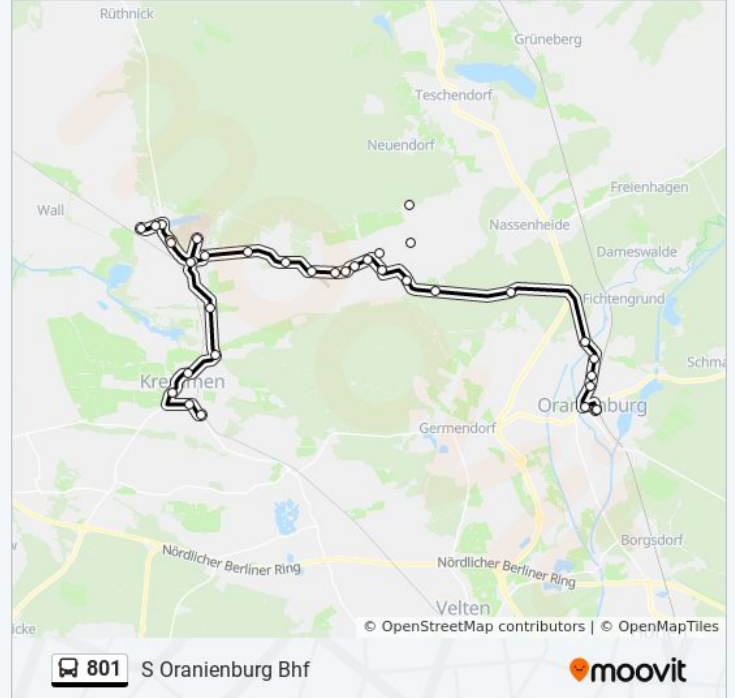 Rüthnick
Grüneberg
Teschendorf
Neuendorf
Freienhagen
Wall
Nassenheide
Dameswalde
Fichtengrund
Schma
Kremmen
Oranienburg
Germendorf
Borgsdorf
Nördlicher Berliner Ring
Nördlicher Berliner Ring
Velten
icke
© OpenStreetMap contributors | © OpenMapTiles
801 S Oranienburg Bhf
moovit